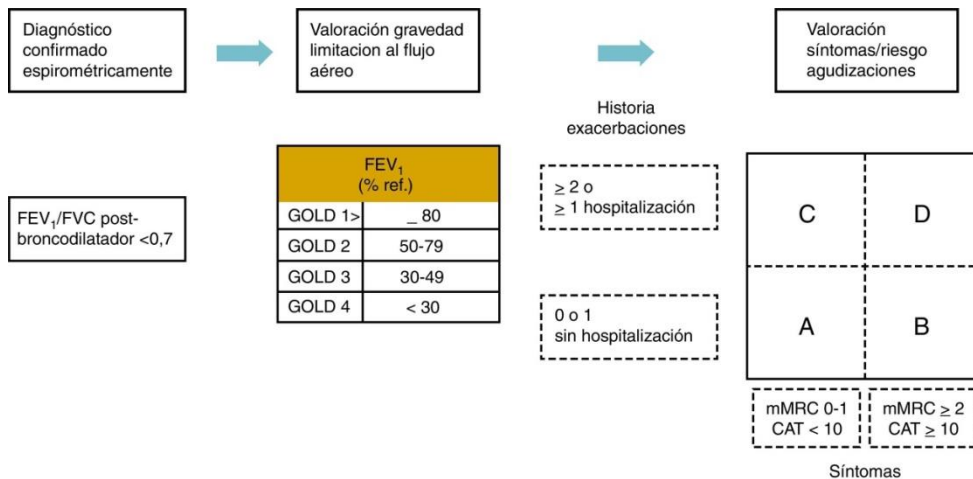 Diagnóstico
confirmado
espirométricamente
Valoración gravedad
limitacion al flujo
aéreo
Valoración
síntomas/riesgo
agudizaciones
Historia
exacerbaciones
FEV₁/FVC post-
broncodilatador <0,7
FEV₁
(% ref.)
GOLD 1> _ 80
GOLD 2 50-79
GOLD 3 30-49
GOLD 4 < 30
≥ 2 o
≥ 1 hospitalización
0 o 1
sin hospitalización
C D
A B
mMRC 0-1
CAT < 10
mMRC ≥ 2
CAT ≥ 10
Síntomas